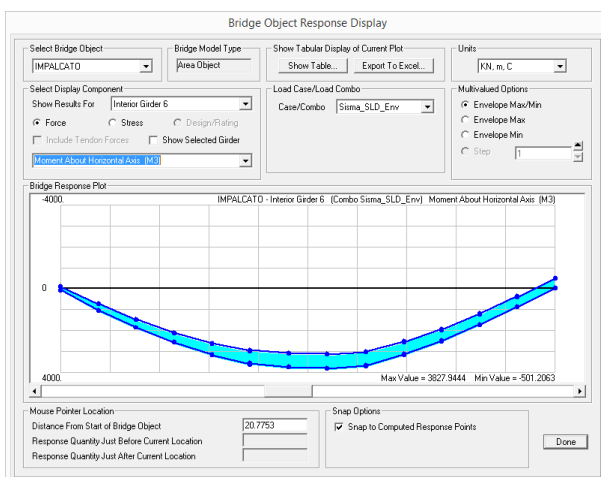 Bridge Object Response Display
Select Bridge Object
IMPALCATO
Bridge Model Type
Area Object
Show Tabular Display of Current Plot
Show Table...
Export To Excel...
Units
KN, m, C
Select Display Component
Show Results For
Interior Girder 6
Force
Stress
Design/Rating
Include Tendon Forces
Show Selected Girder
Moment About Horizontal Axis (M3)
Load Case/Load Combo
Case/Combo
Sisma_SLD_Env
Multivalued Options
Envelope Max/Min
Envelope Max
Envelope Min
Step
1
Bridge Response Plot
-4000.
IMPALCATO - Interior Girder 6 (Combo Sisma_SLD_Env) Moment About Horizontal Axis (M3)
0
4000.
Max Value = 3827.9444 Min Value = -501.2063
Mouse Pointer Location
Distance From Start of Bridge Object
20.7753
Response Quantity Just Before Current Location
Response Quantity Just After Current Location
Snap Options
Snap to Computed Response Points
Done